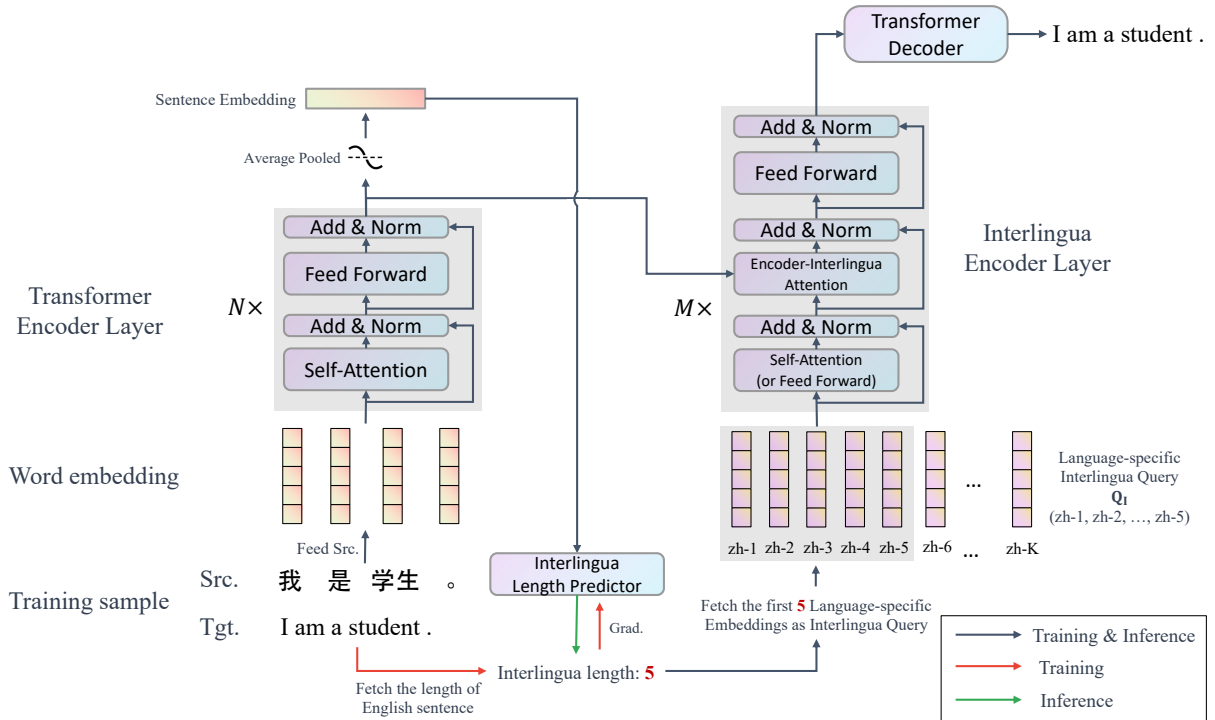 Transformer
Decoder
I am a student .
Sentence Embedding
Average Pooled
Add & Norm
Feed Forward
Add & Norm
Self-Attention
N×
Transformer
Encoder Layer
Add & Norm
Feed Forward
Add & Norm
Encoder-Interlingua
Attention
Add & Norm
Self-Attention
(or Feed Forward)
M×
Interlingua
Encoder Layer
Word embedding
Feed Src.
zh-1 zh-2 zh-3 zh-4 zh-5 zh-6 ... zh-K
...
Language-specific
Interlingua Query
Q_I
(zh-1, zh-2, …, zh-5)
Training sample
Src. 我 是 学生 。
Tgt. I am a student .
Interlingua
Length Predictor
Grad.
Fetch the length of
English sentence
Interlingua length: 5
Fetch the first 5 Language-specific
Embeddings as Interlingua Query
Training & Inference
Training
Inference